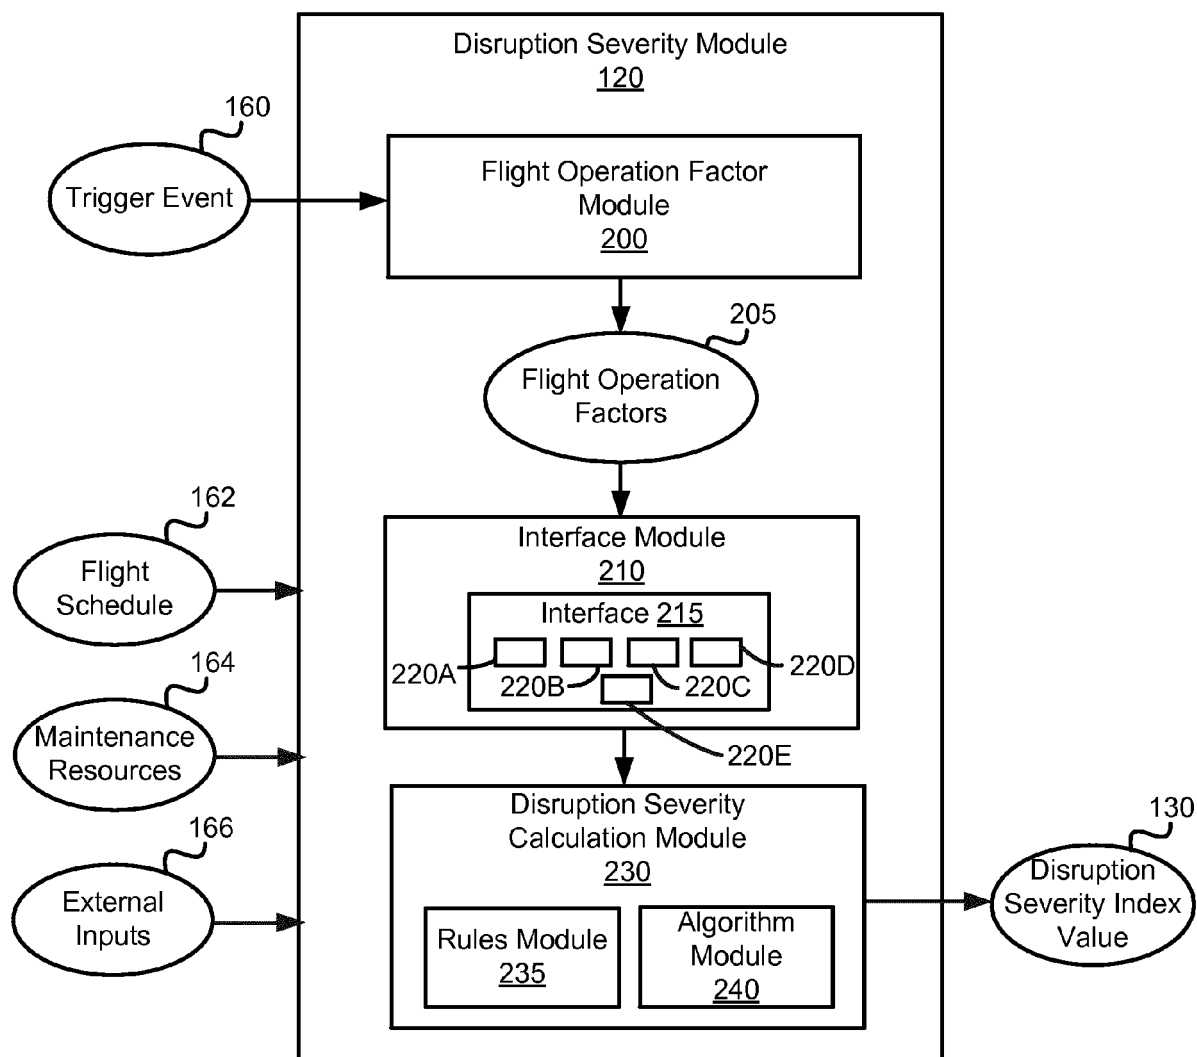 Disruption Severity Module
120
160
Trigger Event
Flight Operation Factor
Module
200
205
Flight Operation
Factors
162
Flight
Schedule
Interface Module
210
Interface 215
220A
220B
220C
220D
220E
164
Maintenance
Resources
166
External
Inputs
Disruption Severity
Calculation Module
230
Rules Module
235
Algorithm
Module
240
130
Disruption
Severity Index
Value